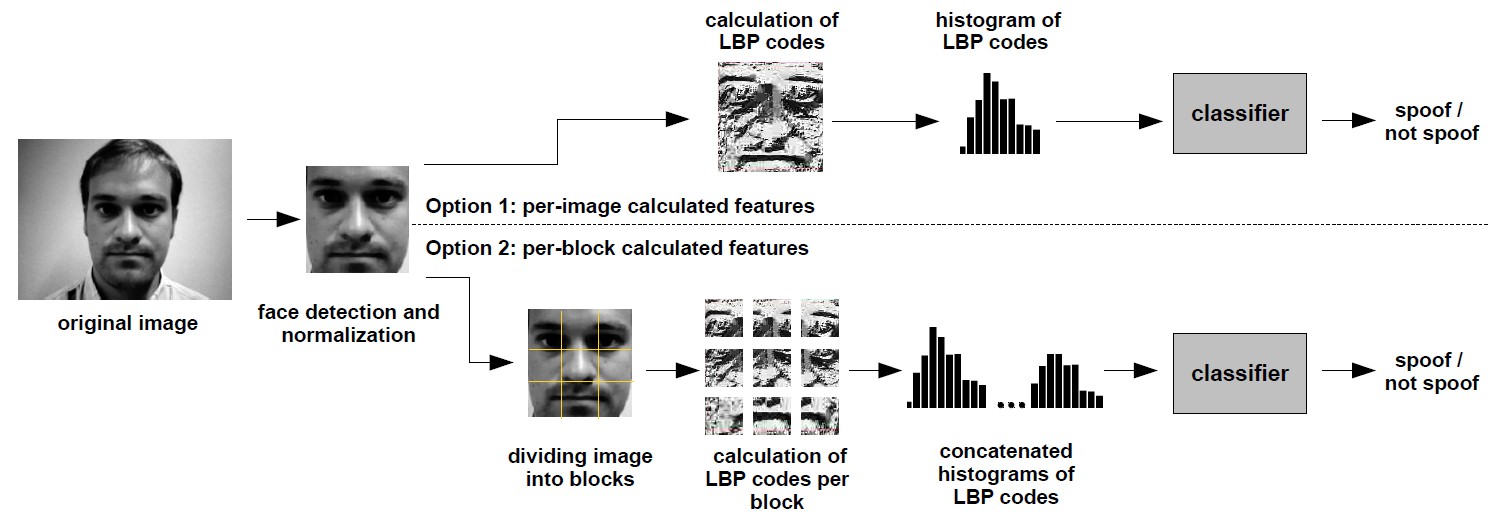 calculation of
LBP codes
histogram of
LBP codes
classifier
spoof /
not spoof
original image
face detection and
normalization
Option 1: per-image calculated features
Option 2: per-block calculated features
dividing image
into blocks
calculation of
LBP codes per
block
concatenated
histograms of
LBP codes
classifier
spoof /
not spoof